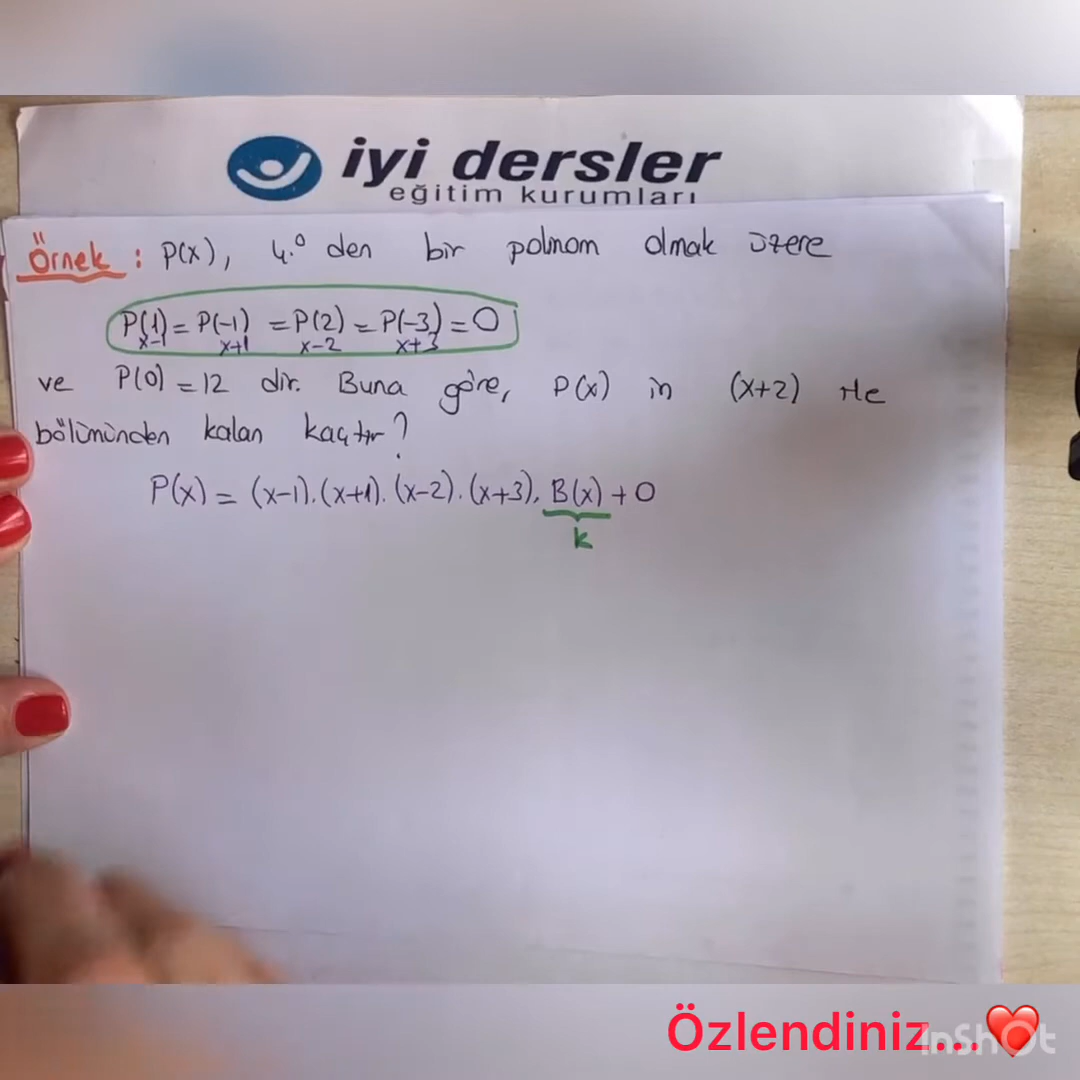 iyi dersler
eğitim kurumları
Örnek : P(x), 4.° den bir polinom olmak üzere
P(1) = P(-1) = P(2) = P(-3) = 0
x-1 x+1 x-2 x+3
ve P(0) = 12 dir. Buna göre, P(x) in (x+2) ile
bölümünden kalan kaçtır?
P(x) = (x-1).(x+1).(x-2).(x+3). B(x) + 0
k
Özlendiniz...❤️
InShOt